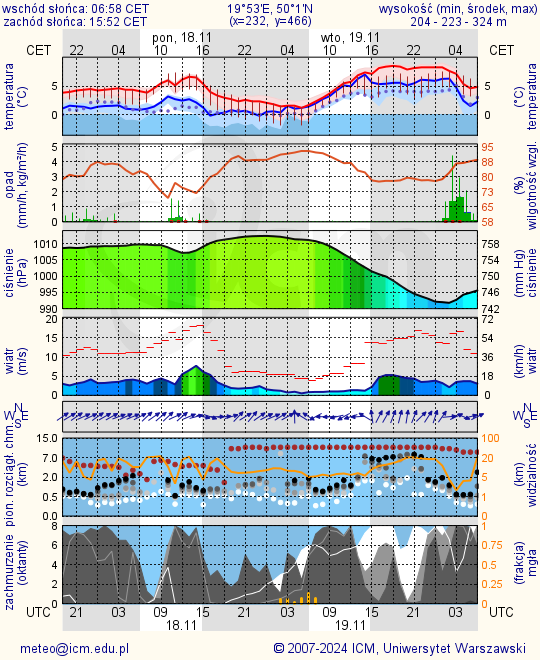 wschód słońca: 06:58 CET 19°53'E, 50°1'N wysokość (min, środek, max)
zachód słońca: 15:52 CET (x=232, y=466) 204 - 223 - 324 m
pon, 18.11 wto, 19.11
CET 22 04 10 16 22 04 10 16 22 04 CET
temperatura (°C)
5
0
temperatura (°C)
5
0
opad (mm/h, kg/m²/h)
5
4
3
2
1
0
95
88
80
73
65
58
(%) wilgotność wzgl.
ciśnienie (hPa)
1010
1005
1000
995
990
758
754
750
746
742
(mm Hg) ciśnienie
wiatr (m/s)
20
15
10
5
0
72
54
36
18
0
(km/h) wiatr
N
W E
S
N
W E
S
pion. rozciągł. chm. (km)
15.0
7.0
2.0
0.5
0.0
100
20
5
1
0
(km) widzialność
zachmurzenie (oktanty)
8
6
4
2
0
1
0.75
0.5
0.25
0
(frakcja) mgła
UTC 21 03 09 15 21 03 09 15 21 03 UTC
18.11 19.11
meteo@icm.edu.pl © 2007-2024 ICM, Uniwersytet Warszawski